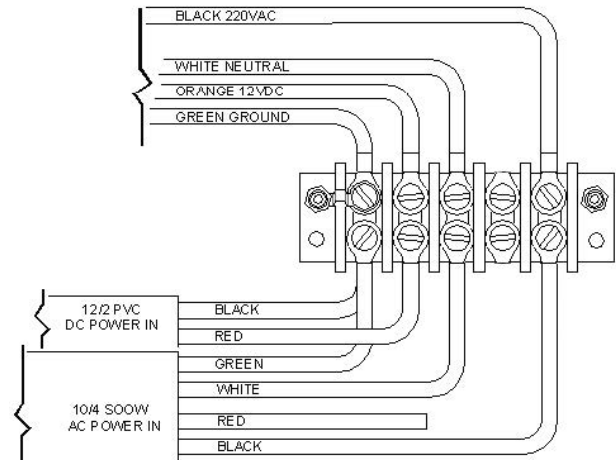 BLACK 220VAC
WHITE NEUTRAL
ORANGE 12VDC
GREEN GROUND
12/2 PVC
DC POWER IN
BLACK
RED
GREEN
WHITE
10/4 SOOW
AC POWER IN
RED
BLACK